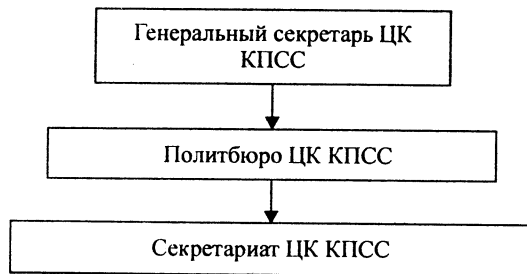 Генеральный секретарь ЦК
КПСС
Политбюро ЦК КПСС
Секретариат ЦК КПСС